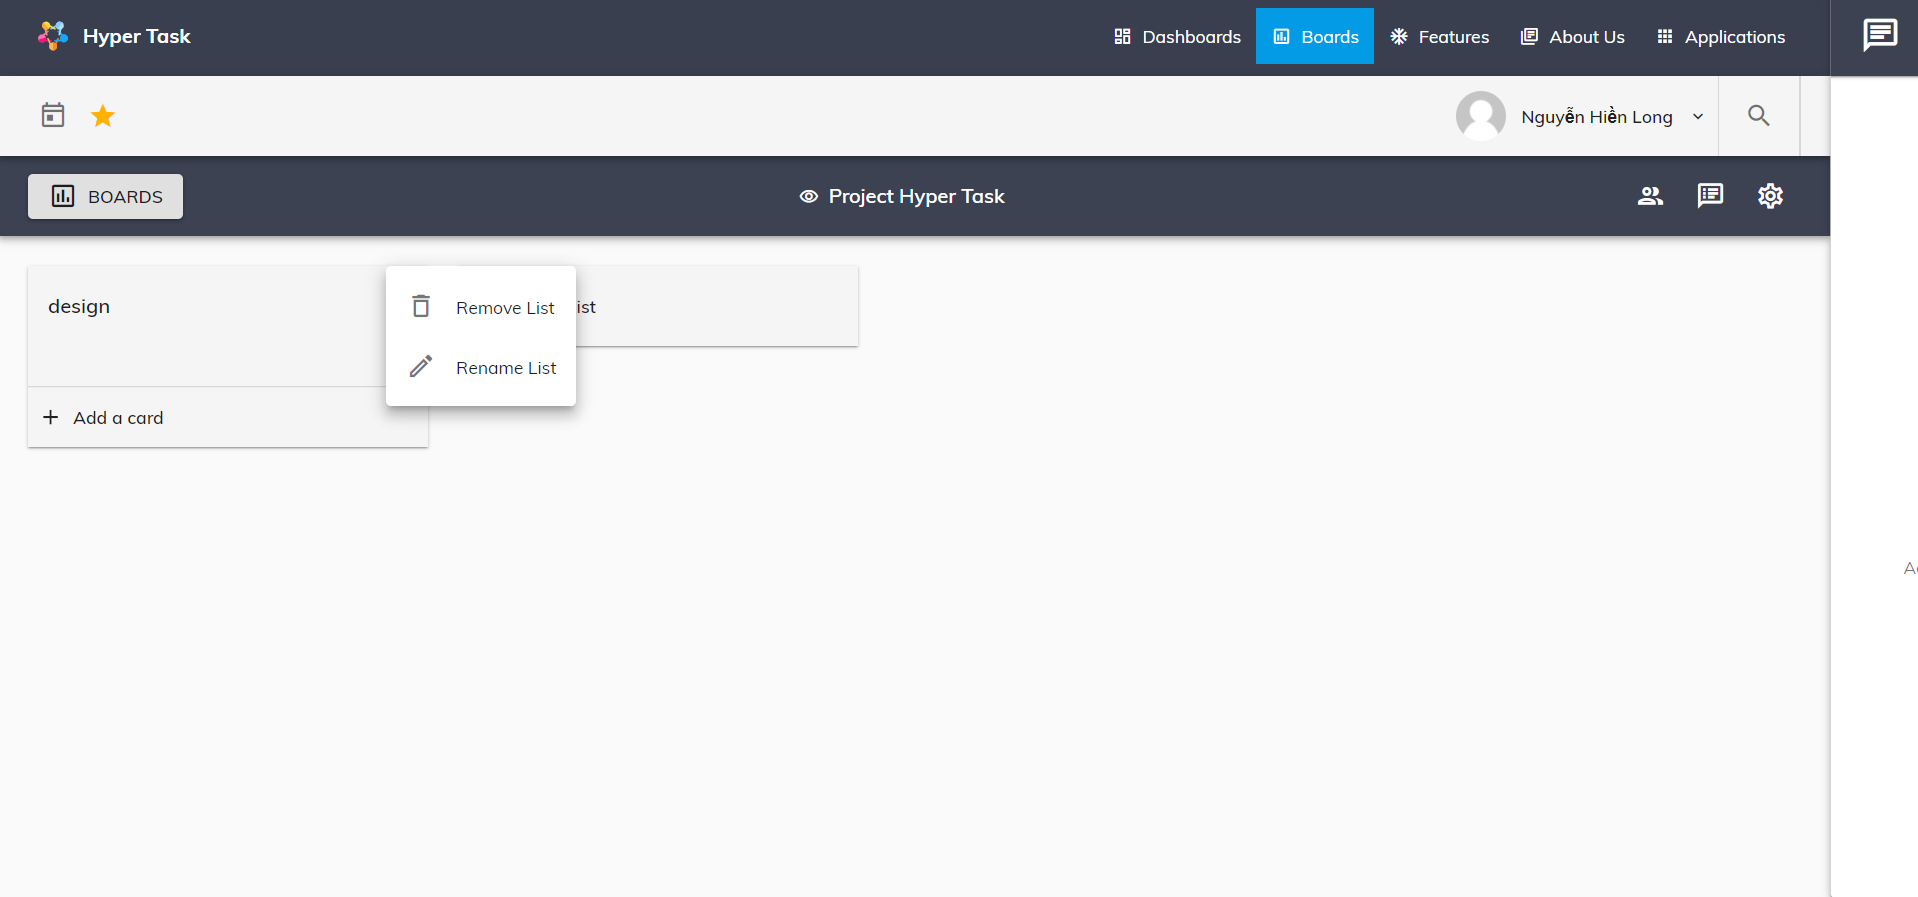 Hyper Task
Dashboards
Boards
Features
About Us
Applications
Nguyễn Hiền Long
BOARDS
Project Hyper Task
design
Remove List
Rename List
Add a card